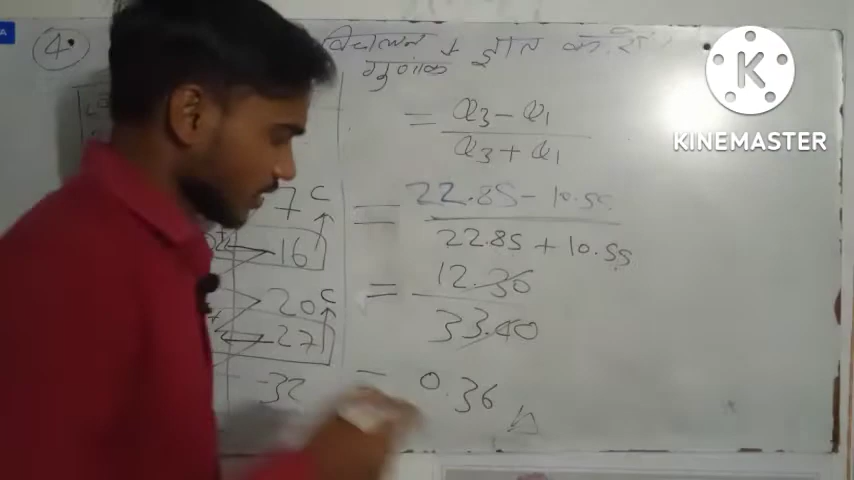 A
4.
विचलन + ज्ञात
गुणांक
= Q3 - Q1
Q3 + Q1
7 C = 22.85 - 10.55
22.85 + 10.55
16
= 12.30
33.40
20 C
27
32
= 0.36
K
KINEMASTER